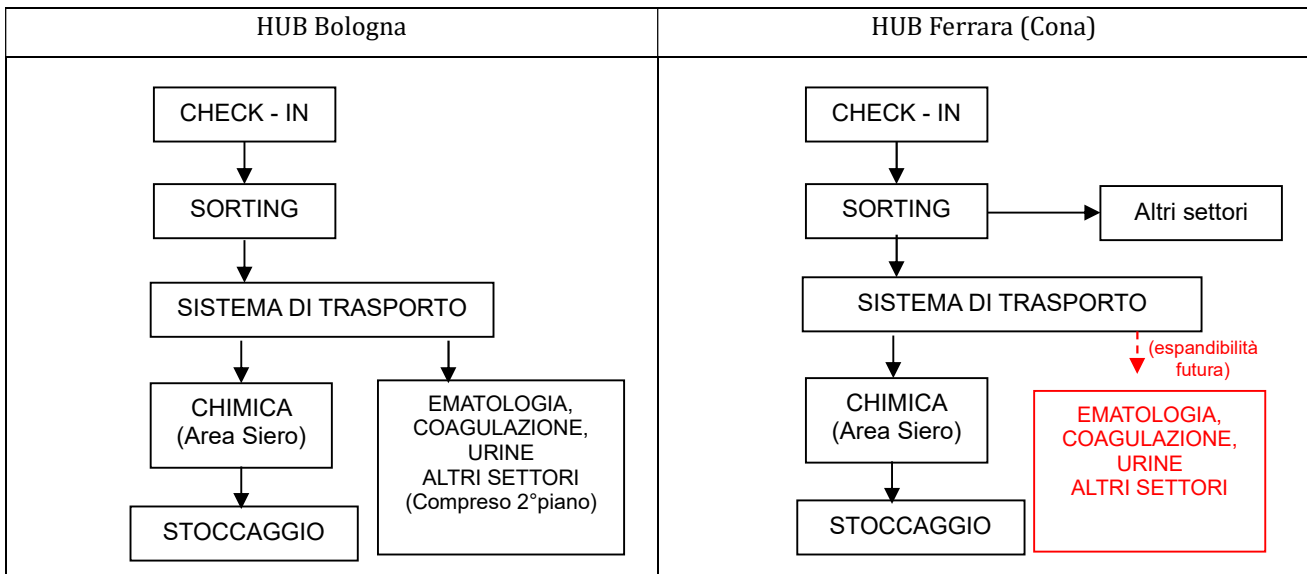 HUB Bologna
CHECK - IN
SORTING
SISTEMA DI TRASPORTO
CHIMICA
(Area Siero)
EMATOLOGIA,
COAGULAZIONE,
URINE
ALTRI SETTORI
(Compreso 2°piano)
STOCCAGGIO
HUB Ferrara (Cona)
CHECK - IN
SORTING
Altri settori
SISTEMA DI TRASPORTO
(espandibilità
futura)
CHIMICA
(Area Siero)
EMATOLOGIA,
COAGULAZIONE,
URINE
ALTRI SETTORI
STOCCAGGIO